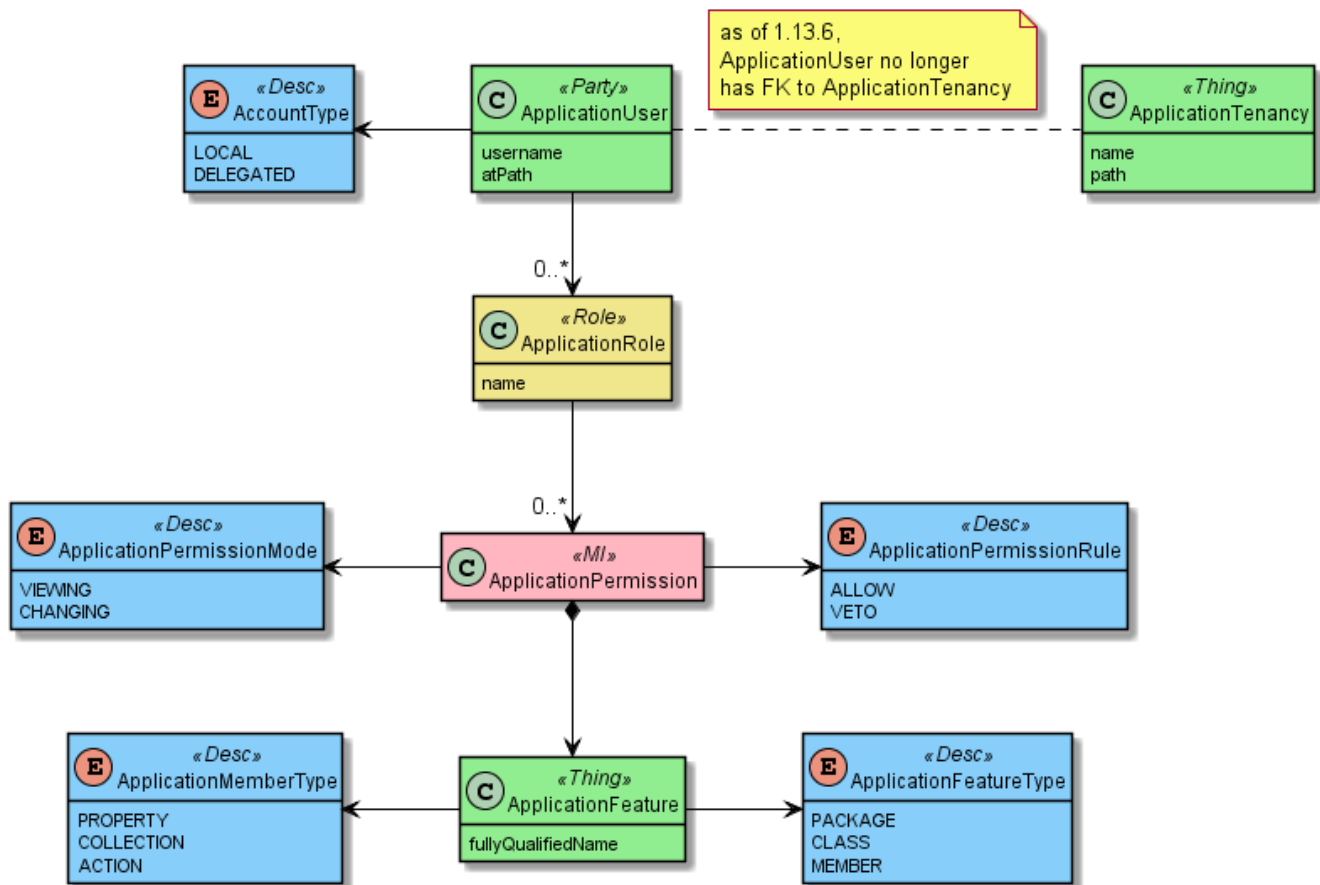 as of 1.13.6,
ApplicationUser no longer
has FK to ApplicationTenancy
E
«Desc»
AccountType
LOCAL
DELEGATED
C
«Party»
ApplicationUser
username
atPath
C
«Thing»
ApplicationTenancy
name
path
0..*
C
«Role»
ApplicationRole
name
0..*
E
«Desc»
ApplicationPermissionMode
VIEWING
CHANGING
C
«MI»
ApplicationPermission
E
«Desc»
ApplicationPermissionRule
ALLOW
VETO
E
«Desc»
ApplicationMemberType
PROPERTY
COLLECTION
ACTION
C
«Thing»
ApplicationFeature
fullyQualifiedName
E
«Desc»
ApplicationFeatureType
PACKAGE
CLASS
MEMBER